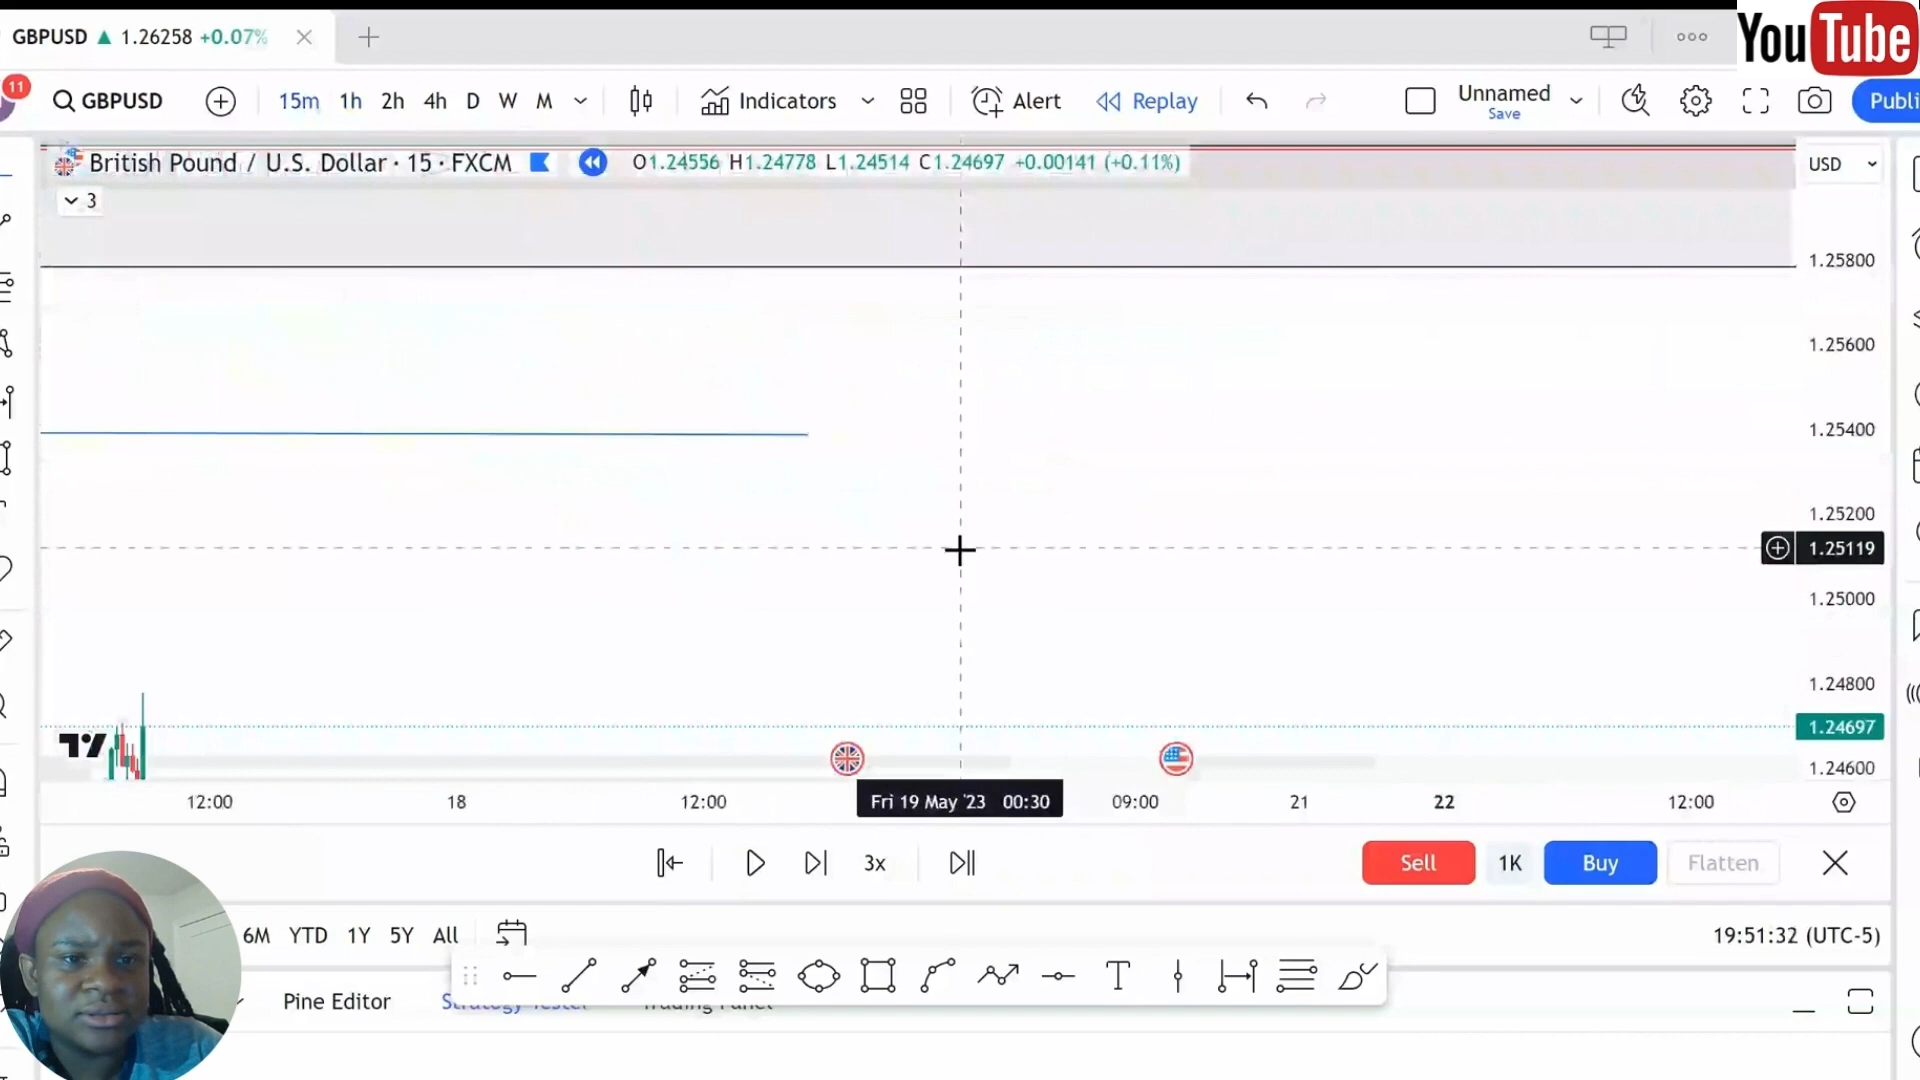 GBPUSD ▲ 1.26258 +0.07%
YouTube
11
GBPUSD 15m 1h 2h 4h D W M Indicators Alert Replay Unnamed Save Publi
British Pound / U.S. Dollar · 15 · FXCM O1.24556 H1.24778 L1.24514 C1.24697 +0.00141 (+0.11%) USD
3
1.25800
1.25600
1.25400
1.25200
1.25119
1.25000
1.24800
1.24697
1.24600
12:00 18 12:00 Fri 19 May '23 00:30 09:00 21 22 12:00
3x Sell 1K Buy Flatten
6M YTD 1Y 5Y All 19:51:32 (UTC-5)
T
Pine Editor Strategy Tester Trading Panel